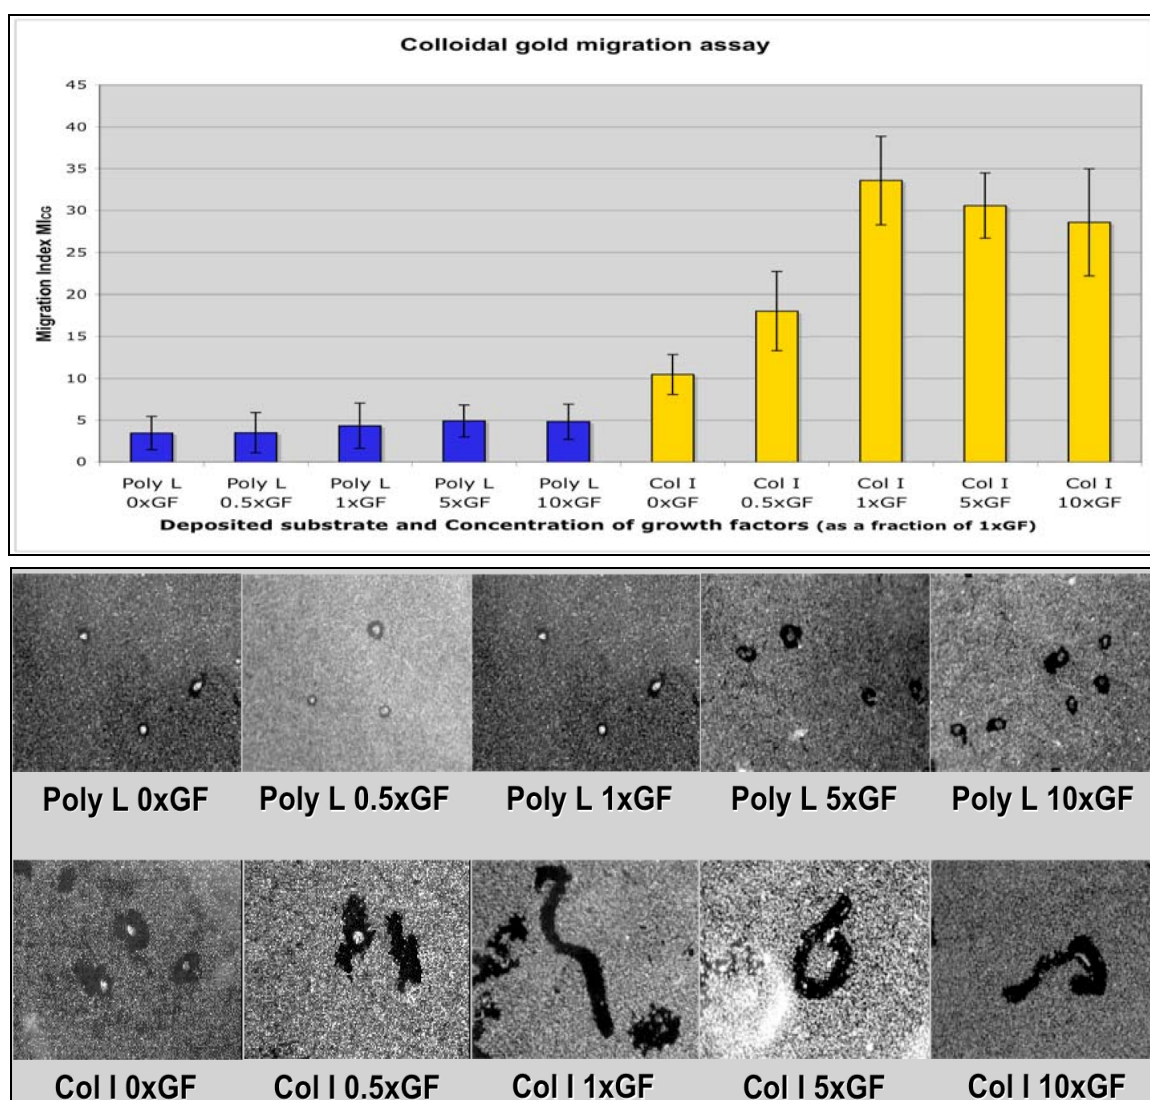 Colloidal gold migration assay
Migration Index MICG
45
40
35
30
25
20
15
10
5
0
Poly L Poly L Poly L Poly L Poly L Col I Col I Col I Col I Col I
0xGF 0.5xGF 1xGF 5xGF 10xGF 0xGF 0.5xGF 1xGF 5xGF 10xGF
Deposited substrate and Concentration of growth factors (as a fraction of 1xGF)
Poly L 0xGF Poly L 0.5xGF Poly L 1xGF Poly L 5xGF Poly L 10xGF
Col I 0xGF Col I 0.5xGF Col I 1xGF Col I 5xGF Col I 10xGF